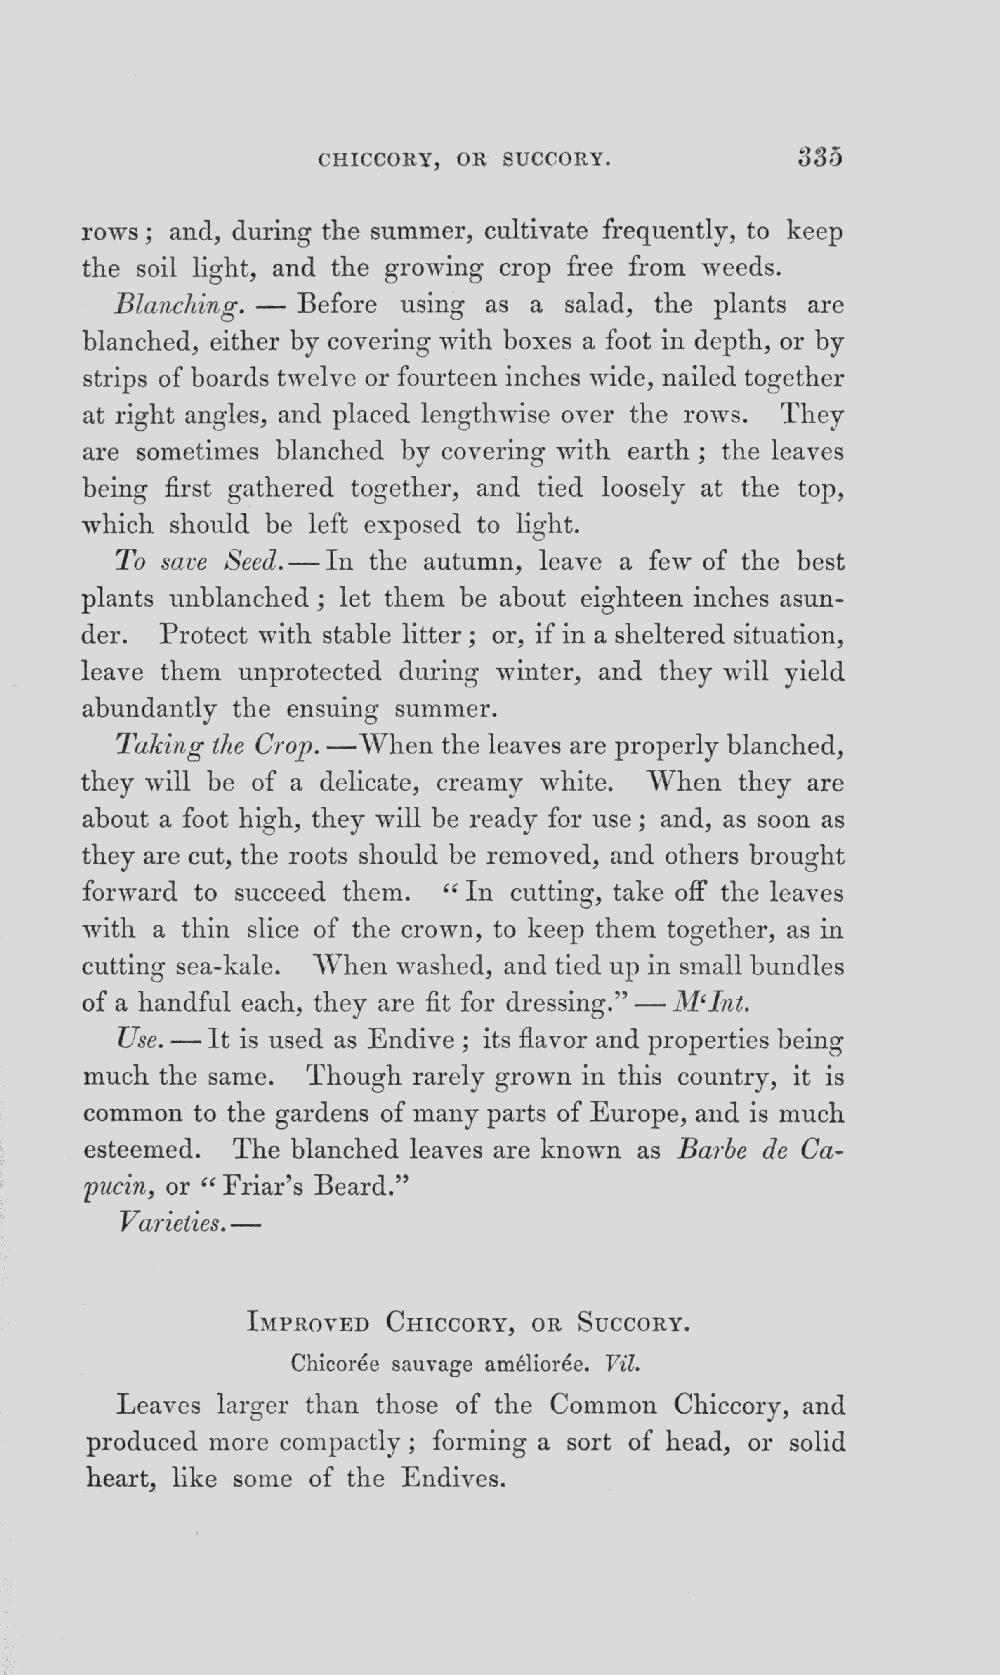 CHICCORY, OR SUCCORY. 335
rows; and, during the summer, cultivate frequently, to keep
the soil light, and the growing crop free from weeds.
Blanching. — Before using as a salad, the plants are
blanched, either by covering with boxes a foot in depth, or by
strips of boards twelve or fourteen inches wide, nailed together
at right angles, and placed lengthwise over the rows. They
are sometimes blanched by covering with earth; the leaves
being first gathered together, and tied loosely at the top,
which should be left exposed to light.
To save Seed. — In the autumn, leave a few of the best
plants unblanched; let them be about eighteen inches asun-
der. Protect with stable litter; or, if in a sheltered situation,
leave them unprotected during winter, and they will yield
abundantly the ensuing summer.
Taking the Crop. — When the leaves are properly blanched,
they will be of a delicate, creamy white. When they are
about a foot high, they will be ready for use; and, as soon as
they are cut, the roots should be removed, and others brought
forward to succeed them. “In cutting, take off the leaves
with a thin slice of the crown, to keep them together, as in
cutting sea-kale. When washed, and tied up in small bundles
of a handful each, they are fit for dressing.” — M‘Int.
Use. — It is used as Endive; its flavor and properties being
much the same. Though rarely grown in this country, it is
common to the gardens of many parts of Europe, and is much
esteemed. The blanched leaves are known as Barbe de Ca-
pucin, or “Friar's Beard.”
Varieties. —
IMPROVED CHICCORY, OR SUCCORY.
Chicorée sauvage améliorée. Vil.
Leaves larger than those of the Common Chiccory, and
produced more compactly; forming a sort of head, or solid
heart, like some of the Endives.